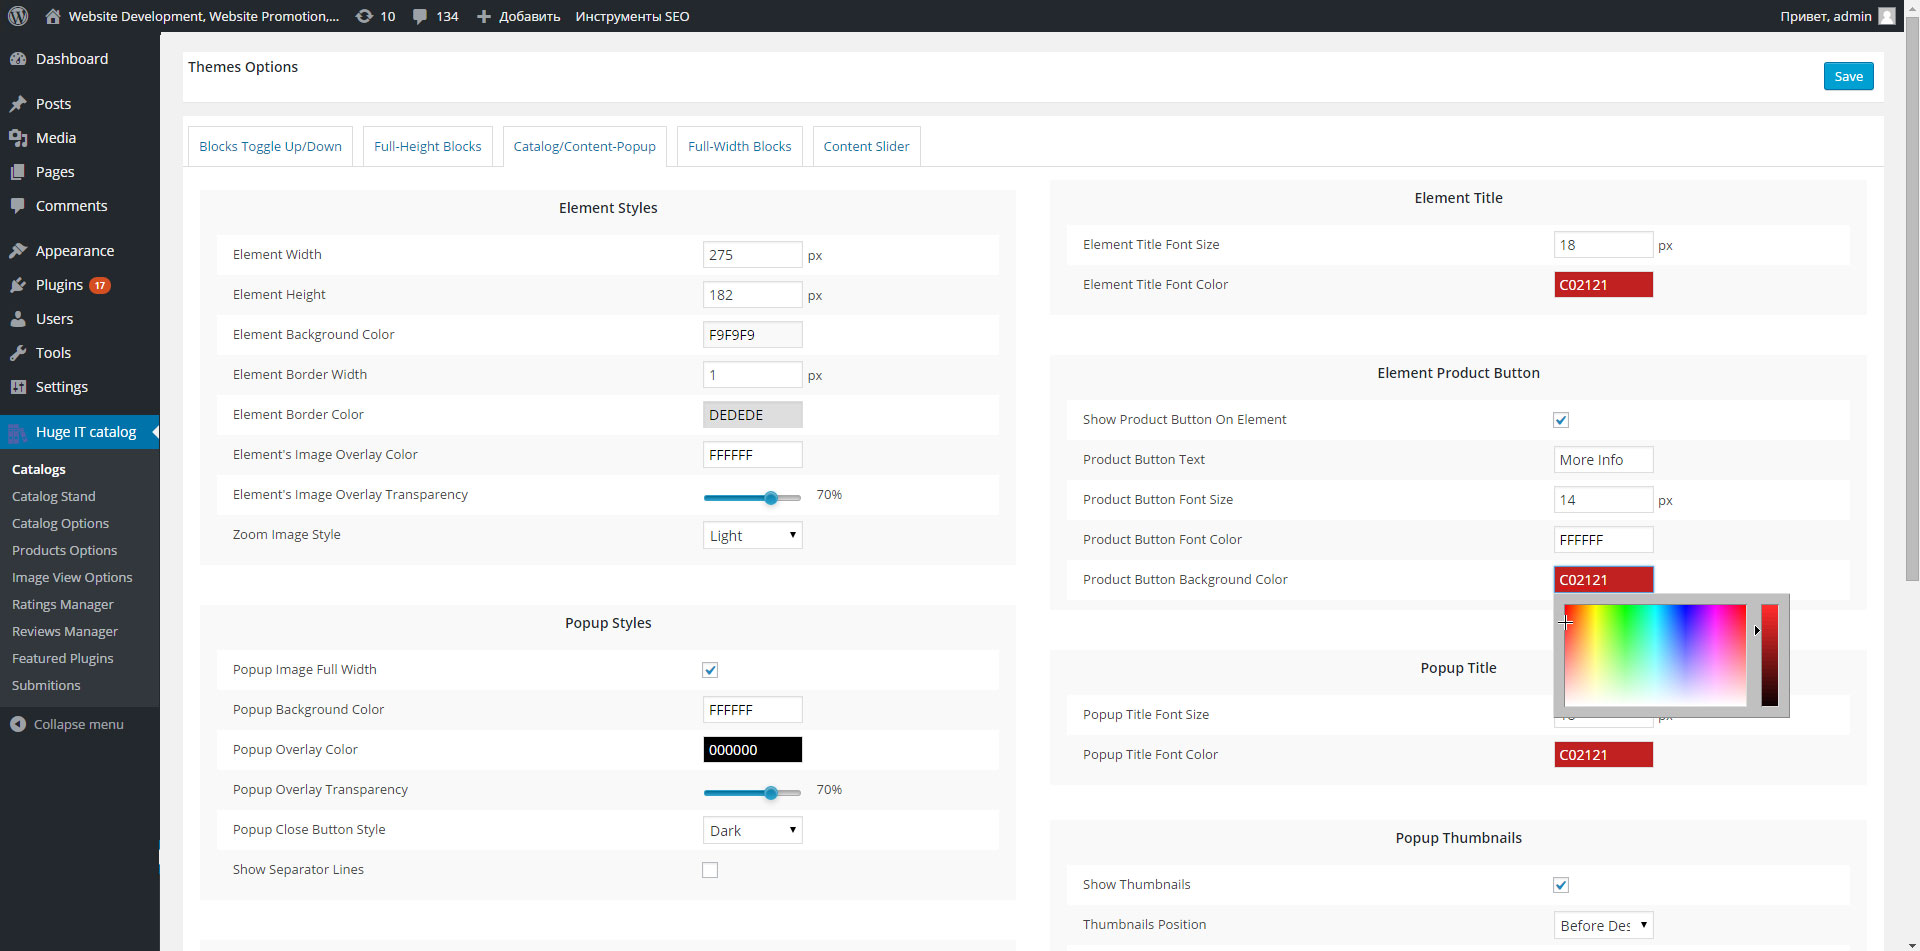 Website Development, Website Promotion,... 10 134 Добавить Инструменты SEO Привет, admin
Dashboard
Posts
Media
Pages
Comments
Appearance
Plugins 17
Users
Tools
Settings
Huge IT catalog
Catalogs
Catalog Stand
Catalog Options
Products Options
Image View Options
Ratings Manager
Reviews Manager
Featured Plugins
Submitions
Collapse menu
Themes Options
Save
Blocks Toggle Up/Down Full-Height Blocks Catalog/Content-Popup Full-Width Blocks Content Slider
Element Styles
Element Width 275 px
Element Height 182 px
Element Background Color F9F9F9
Element Border Width 1 px
Element Border Color DEDEDE
Element's Image Overlay Color FFFFFF
Element's Image Overlay Transparency 70%
Zoom Image Style Light
Popup Styles
Popup Image Full Width
Popup Background Color FFFFFF
Popup Overlay Color 000000
Popup Overlay Transparency 70%
Popup Close Button Style Dark
Show Separator Lines
Element Title
Element Title Font Size 18 px
Element Title Font Color C02121
Element Product Button
Show Product Button On Element
Product Button Text More Info
Product Button Font Size 14 px
Product Button Font Color FFFFFF
Product Button Background Color C02121
Popup Title
Popup Title Font Size
Popup Title Font Color C02121
Popup Thumbnails
Show Thumbnails
Thumbnails Position Before Des